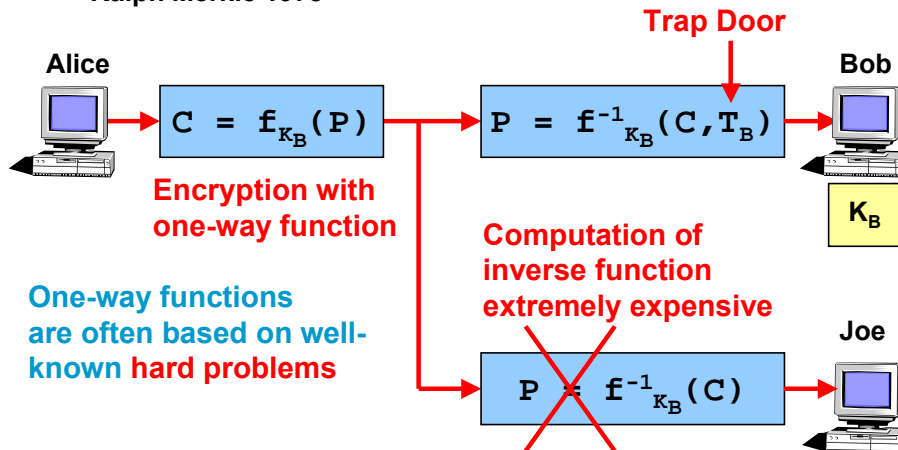 Trap Door
Alice
Bob
C = f_{K_B}(P)
P = f^{-1}_{K_B}(C,T_B)
Encryption with
one-way function
K_B
Computation of
inverse function
extremely expensive
One-way functions
are often based on well-
known hard problems
Joe
P = f^{-1}_{K_B}(C)